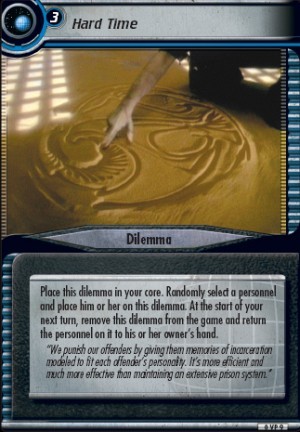 3
Hard Time
Dilemma
Place this dilemma in your core. Randomly select a personnel
and place him or her on this dilemma. At the start of your
next turn, remove this dilemma from the game and return
the personnel on it to his or her owner's hand.
"We punish our offenders by giving them memories of incarceration
modeled to fit each offender's personality. It's more efficient and
much more effective than maintaining an extensive prison system."